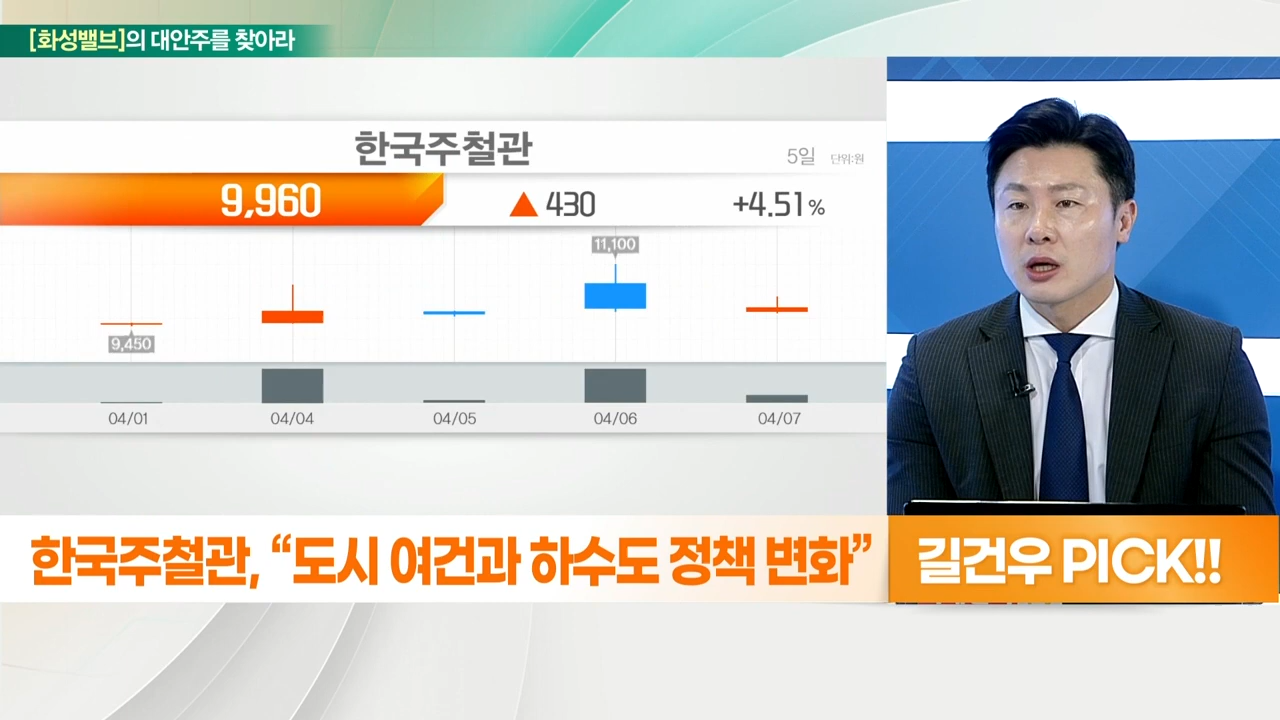 [화성밸브]의 대안주를 찾아라
한국주철관
5일 단위:원
9,960 ▲ 430 +4.51%
11,100
9,450
04/01 04/04 04/05 04/06 04/07
한국주철관, “도시 여건과 하수도 정책 변화”
길건우 PICK!!